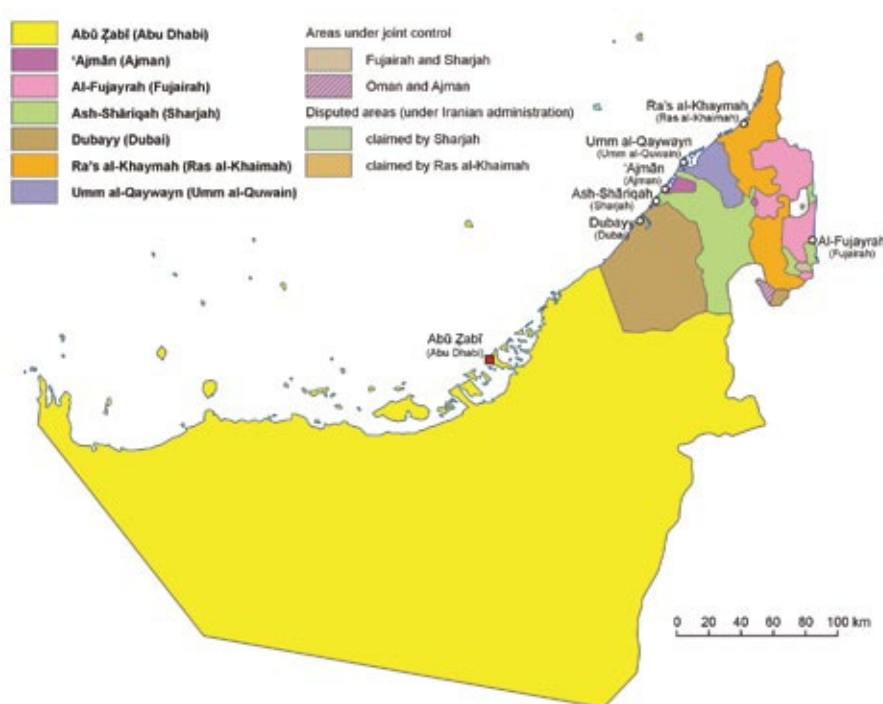 Abū Ẓabī (Abu Dhabi)
'Ajmān (Ajman)
Al-Fujayrah (Fujairah)
Ash-Shāriqah (Sharjah)
Dubayy (Dubai)
Ra's al-Khaymah (Ras al-Khaimah)
Umm al-Qaywayn (Umm al-Quwain)
Areas under joint control
Fujairah and Sharjah
Oman and Ajman
Disputed areas (under Iranian administration)
claimed by Sharjah
claimed by Ras al-Khaimah
Ra's al-Khaymah
(Ras al-Khaimah)
Umm al-Qaywayn
(Umm al-Quwain)
'Ajmān
(Ajman)
Ash-Shāriqah
(Sharjah)
Dubayy
(Dubai)
Al-Fujayrah
(Fujairah)
Abū Ẓabī
(Abu Dhabi)
0 20 40 60 80 100 km